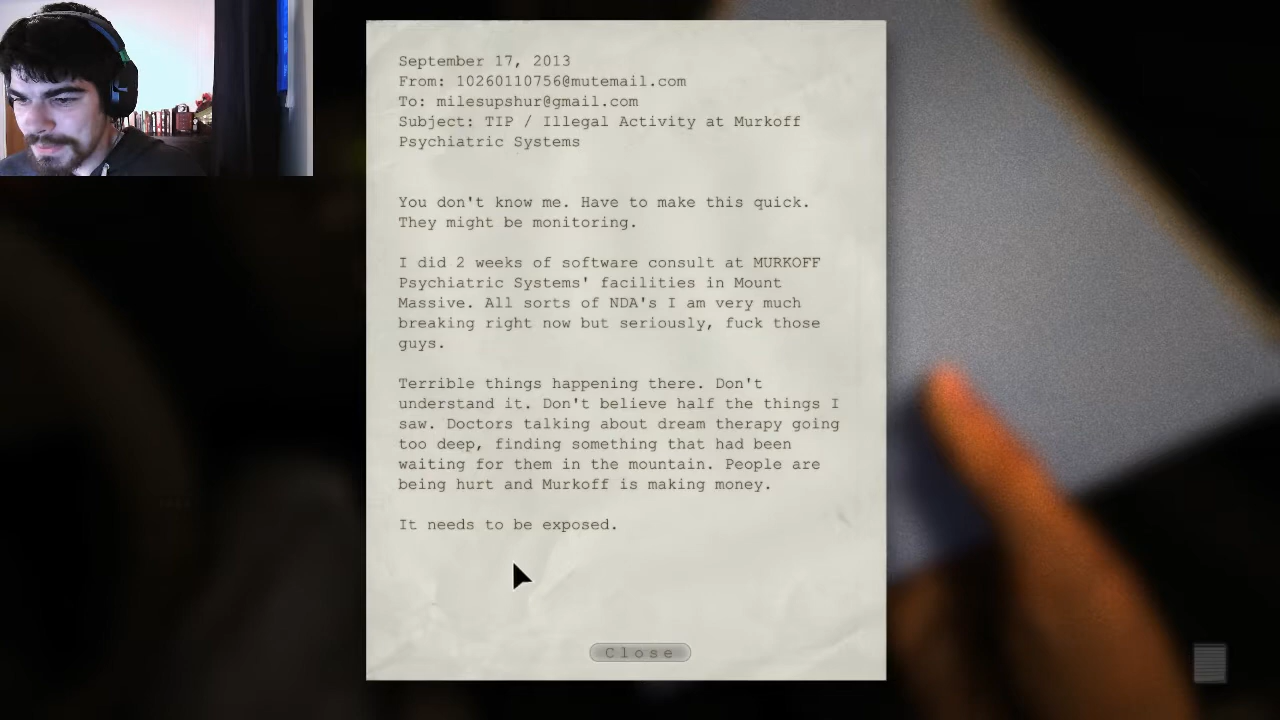 September 17, 2013
From: 10260110756@mutemail.com
To: milesupshur@gmail.com
Subject: TIP / Illegal Activity at Murkoff
Psychiatric Systems
You don't know me. Have to make this quick.
They might be monitoring.
I did 2 weeks of software consult at MURKOFF
Psychiatric Systems' facilities in Mount
Massive. All sorts of NDA's I am very much
breaking right now but seriously, fuck those
guys.
Terrible things happening there. Don't
understand it. Don't believe half the things I
saw. Doctors talking about dream therapy going
too deep, finding something that had been
waiting for them in the mountain. People are
being hurt and Murkoff is making money.
It needs to be exposed.
Close